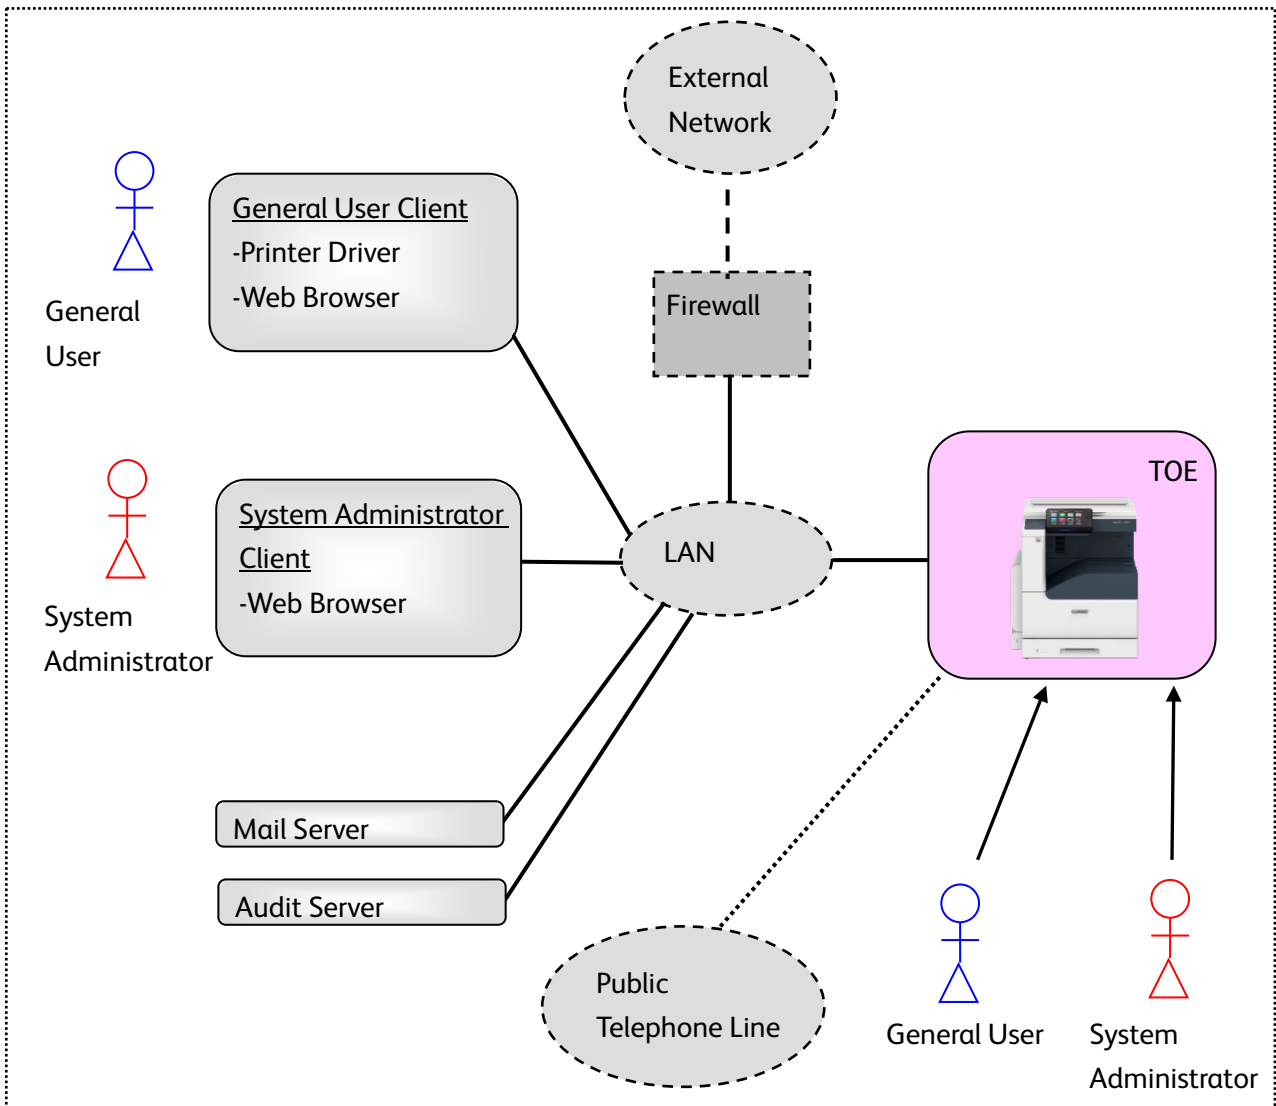 External
Network
General User Client
-Printer Driver
-Web Browser
General
User
Firewall
TOE
System Administrator
Client
-Web Browser
LAN
System
Administrator
Mail Server
Audit Server
Public
Telephone Line
General User
System
Administrator